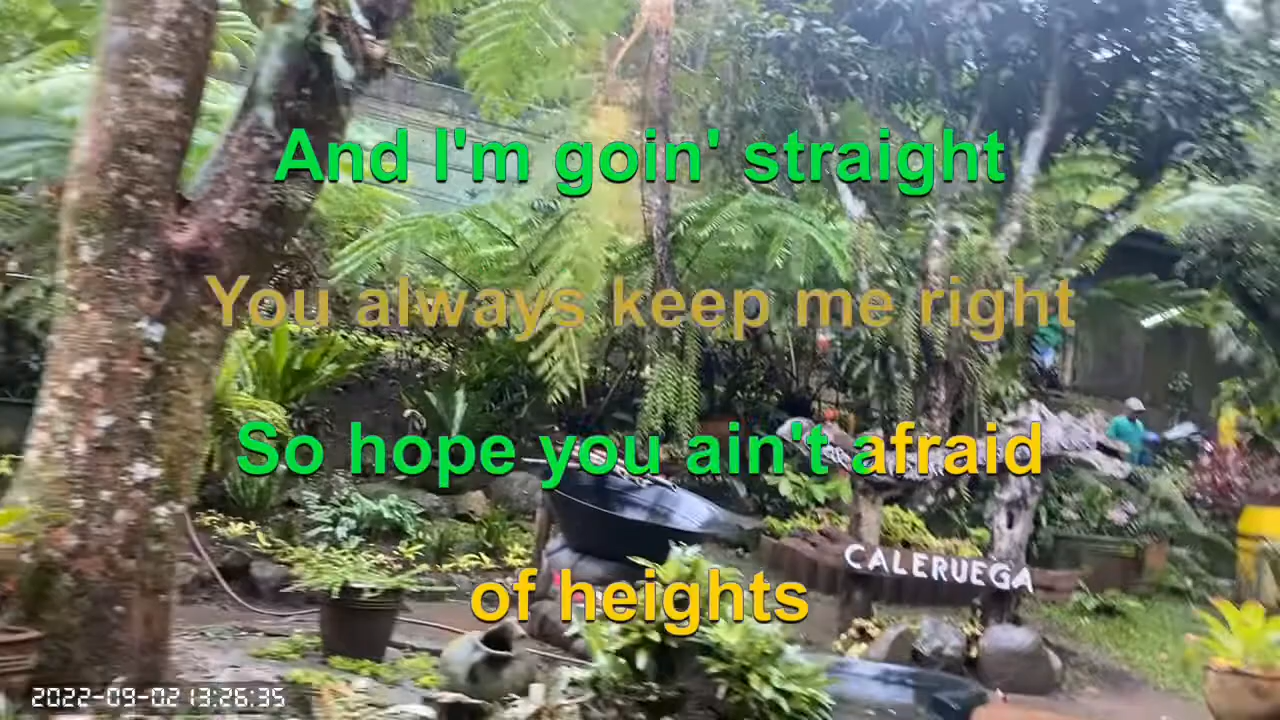 And I'm goin' straight
You always keep me right
So hope you ain't afraid
of heights
CALERUEGA
2022-09-02 13:26:35